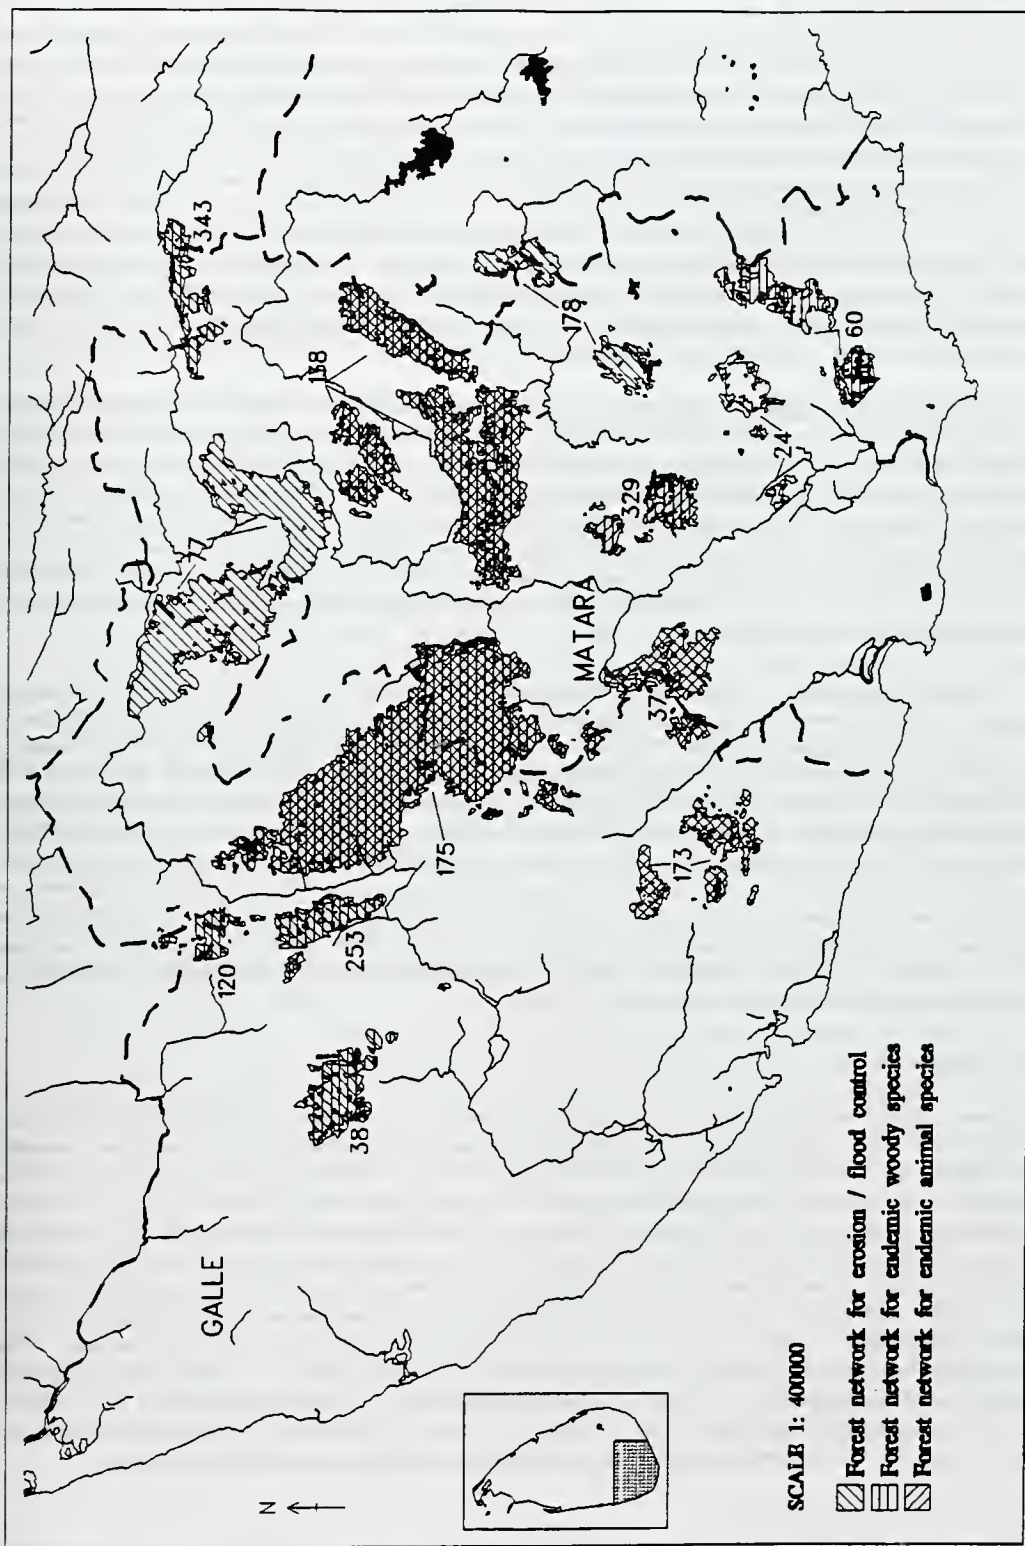 343
77
138
120
253
175
38
178
GALLE
MATARA
329
37
173
24
60
N
SCALE 1: 400000
Forest network for erosion / flood control
Forest network for endemic woody species
Forest network for endemic animal species